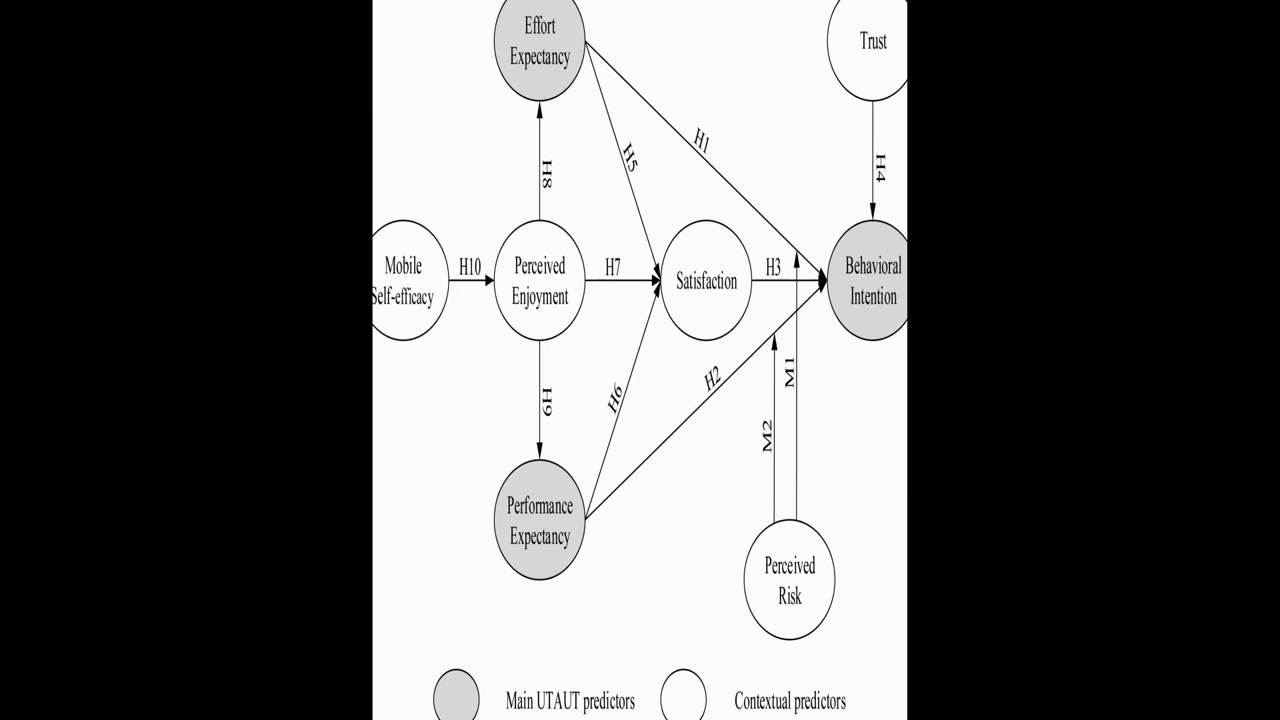 Effort
Expectancy
Trust
H1
H5
H8
H4
Mobile
Self-efficacy
H10
Perceived
Enjoyment
H7
Satisfaction
H3
Behavioral
Intention
H9
H6
H2
M1
M2
Performance
Expectancy
Perceived
Risk
Main UTAUT predictors
Contextual predictors